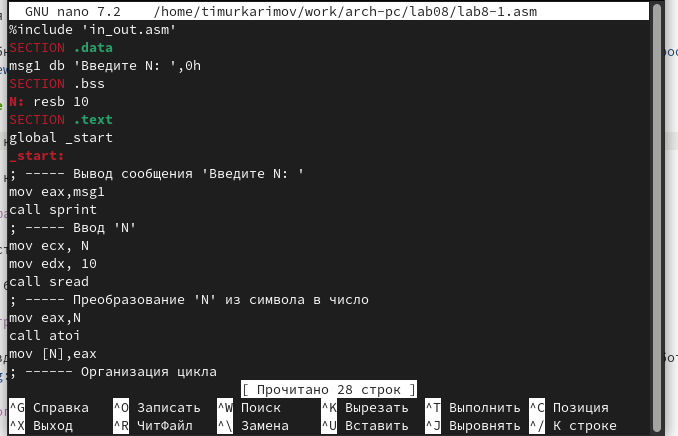 GNU nano 7.2 /home/timurkarimov/work/arch-pc/lab08/lab8-1.asm
%include 'in_out.asm'
SECTION .data
msg1 db 'Введите N: ',0h
SECTION .bss
N: resb 10
SECTION .text
global _start
_start:
; ----- Вывод сообщения 'Введите N: '
mov eax,msg1
call sprint
; ----- Ввод 'N'
mov ecx, N
mov edx, 10
call sread
; ----- Преобразование 'N' из символа в число
mov eax,N
call atoi
mov [N],eax
; ------ Организация цикла
[ Прочитано 28 строк ]
^G Справка ^O Записать ^W Поиск ^K Вырезать ^T Выполнить ^C Позиция
^X Выход ^R ЧитФайл ^\ Замена ^U Вставить ^J Выровнять ^/ К строке